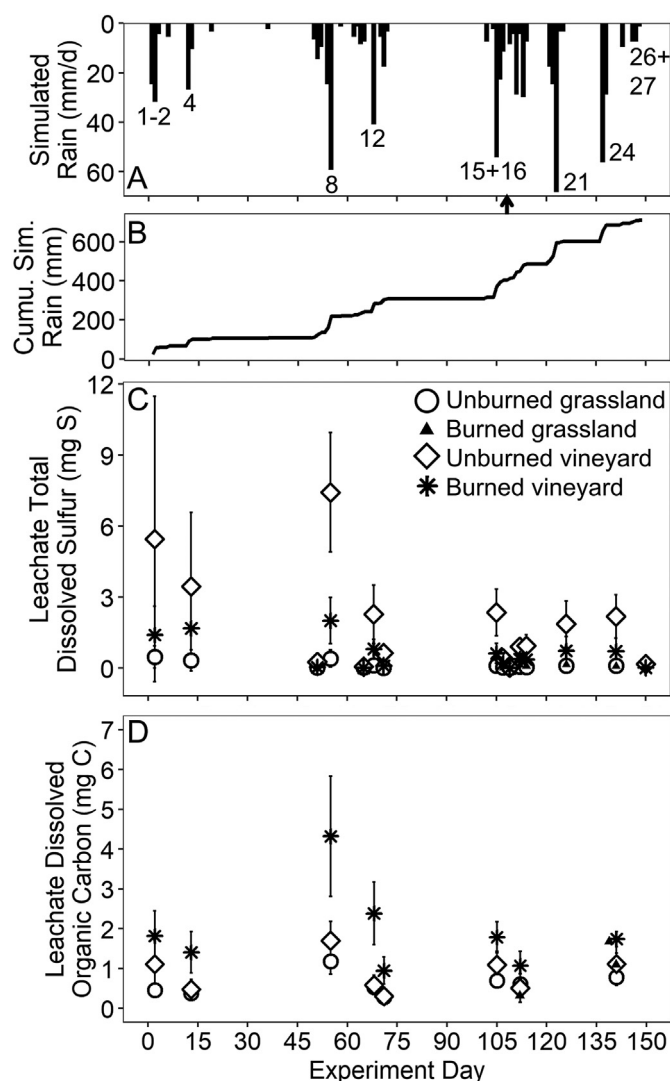 A
Simulated
Rain (mm/d)
0
20
40
60
1-2
4
8
12
15+16
21
24
26+
27
B
Cumu. Sim.
Rain (mm)
600
400
200
0
C
Leachate Total
Dissolved Sulfur (mg S)
12
9
6
3
0
Unburned grassland
Burned grassland
Unburned vineyard
Burned vineyard
D
Leachate Dissolved
Organic Carbon (mg C)
7
6
5
4
3
2
1
0
0 15 30 45 60 75 90 105 120 135 150
Experiment Day